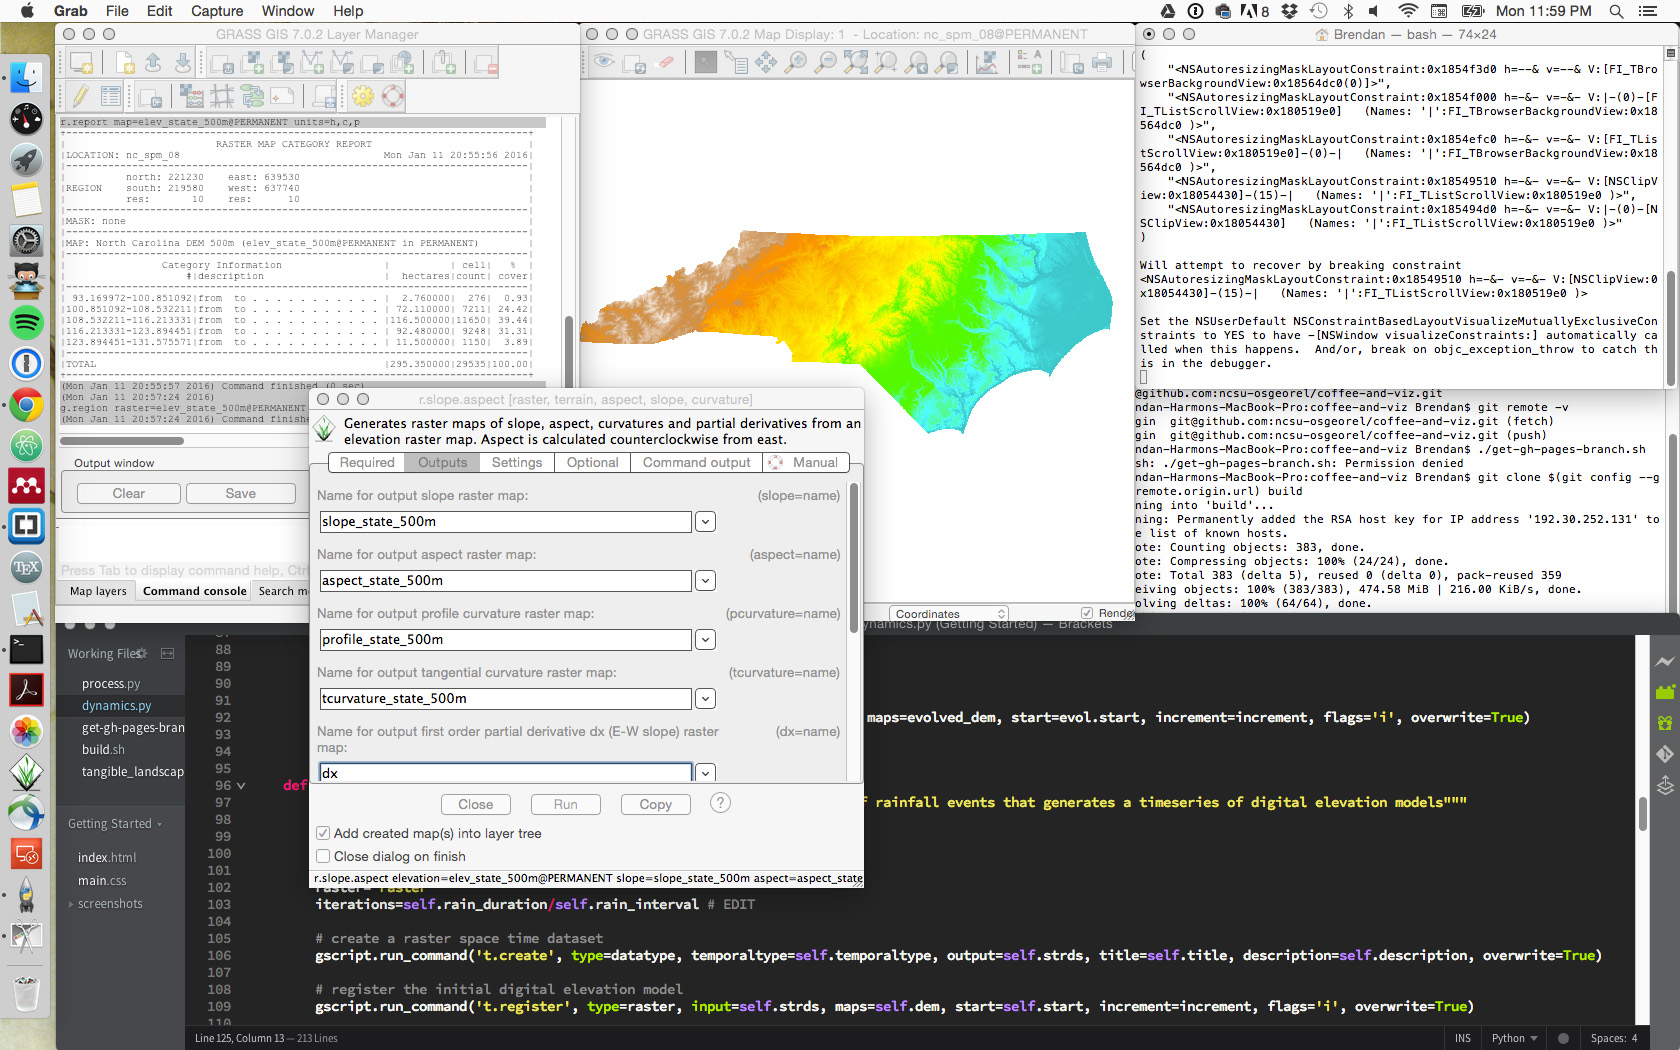 Grab File Edit Capture Window Help
8 Mon 11:59 PM
GRASS GIS 7.0.2 Layer Manager
r.report map=elev_state_500m@PERMANENT units=h,c,p
RASTER MAP CATEGORY REPORT
LOCATION: nc_spm_08 Mon Jan 11 20:55:56 2016
north: 221230 east: 639530
REGION south: 219580 west: 637740
res: 10 res: 10
MASK: none
MAP: North Carolina DEM 500m (elev_state_500m@PERMANENT in PERMANENT)
Category Information | | cell| %
#|description | hectares|count| cover
93.169972-100.851092|from to . . . . . . . . . . . | 2.760000| 276| 0.93
100.851092-108.532211|from to . . . . . . . . . . . | 72.110000| 7211| 24.42
108.532211-116.213331|from to . . . . . . . . . . . |116.500000|11650| 39.44
116.213331-123.894451|from to . . . . . . . . . . . | 92.480000| 9248| 31.31
123.894451-131.575571|from to . . . . . . . . . . . | 11.500000| 1150| 3.89
TOTAL |295.350000|29535|100.00
(Mon Jan 11 20:55:57 2016) Command finished (0 sec)
(Mon Jan 11 20:57:24 2016)
g.region raster=elev_state_500m@PERMANENT
(Mon Jan 11 20:57:24 2016) Command finishe
Output window
Clear Save
Press Tab to display command help, Ctr
Map layers Command console Search m
GRASS GIS 7.0.2 Map Display: 1 - Location: nc_spm_08@PERMANENT
Coordinates Rende
r.slope.aspect [raster, terrain, aspect, slope, curvature]
Generates raster maps of slope, aspect, curvatures and partial derivatives from an
elevation raster map. Aspect is calculated counterclockwise from east.
Required Outputs Settings Optional Command output Manual
Name for output slope raster map: (slope=name)
slope_state_500m
Name for output aspect raster map: (aspect=name)
aspect_state_500m
Name for output profile curvature raster map: (pcurvature=name)
profile_state_500m
Name for output tangential curvature raster map: (tcurvature=name)
tcurvature_state_500m
Name for output first order partial derivative dx (E-W slope) raster (dx=name)
map:
dx
Close Run Copy ?
Add created map(s) into layer tree
Close dialog on finish
r.slope.aspect elevation=elev_state_500m@PERMANENT slope=slope_state_500m aspect=aspect_state
Brendan — bash — 74×24
(
"<NSAutoresizingMaskLayoutConstraint:0x1854f3d0 h=--& v=--& V:[FI_TBro
wserBackgroundView:0x18564dc0(0)]>",
"<NSAutoresizingMaskLayoutConstraint:0x1854f000 h=-&- v=-&- V:|-(0)-[F
I_TListScrollView:0x180519e0] (Names: '|':FI_TBrowserBackgroundView:0x18
564dc0 )>",
"<NSAutoresizingMaskLayoutConstraint:0x1854efc0 h=-&- v=-&- V:[FI_TLis
tScrollView:0x180519e0]-(0)-| (Names: '|':FI_TBrowserBackgroundView:0x18
564dc0 )>",
"<NSAutoresizingMaskLayoutConstraint:0x18549510 h=-&- v=-&- V:[NSClipV
iew:0x18054430]-(15)-| (Names: '|':FI_TListScrollView:0x180519e0 )>",
"<NSAutoresizingMaskLayoutConstraint:0x185494d0 h=-&- v=-&- V:|-(0)-[N
SClipView:0x18054430] (Names: '|':FI_TListScrollView:0x180519e0 )>"
)
Will attempt to recover by breaking constraint
<NSAutoresizingMaskLayoutConstraint:0x18549510 h=-&- v=-&- V:[NSClipView:0
x18054430]-(15)-| (Names: '|':FI_TListScrollView:0x180519e0 )>
Set the NSUserDefault NSConstraintBasedLayoutVisualizeMutuallyExclusiveCon
straints to YES to have -[NSWindow visualizeConstraints:] automatically ca
lled when this happens. And/or, break on objc_exception_throw to catch th
is in the debugger.
@github.com:ncsu-osgeorel/coffee-and-viz.git
ndan-Harmons-MacBook-Pro:coffee-and-viz Brendan$ git remote -v
gin git@github.com:ncsu-osgeorel/coffee-and-viz.git (fetch)
gin git@github.com:ncsu-osgeorel/coffee-and-viz.git (push)
ndan-Harmons-MacBook-Pro:coffee-and-viz Brendan$ ./get-gh-pages-branch.sh
sh: ./get-gh-pages-branch.sh: Permission denied
ndan-Harmons-MacBook-Pro:coffee-and-viz Brendan$ git clone $(git config --g
remote.origin.url) build
ning into 'build'...
ning: Permanently added the RSA host key for IP address '192.30.252.131' to
e list of known hosts.
ote: Counting objects: 383, done.
ote: Compressing objects: 100% (24/24), done.
ote: Total 383 (delta 5), reused 0 (delta 0), pack-reused 359
eiving objects: 100% (383/383), 474.58 MiB | 216.00 KiB/s, done.
olving deltas: 100% (64/64), done.
ynamics.py (Getting Started) — Brackets
Working Files
process.py
dynamics.py
get-gh-pages-bran
build.sh
tangible_landscap
Getting Started
index.html
main.css
screenshots
88
89
90
91
92 maps=evolved_dem, start=evol.start, increment=increment, flags='i', overwrite=True)
93
94
95
96 def
97 f rainfall events that generates a timeseries of digital elevation models"""
98
99
100
101
102 raster= raster
103 iterations=self.rain_duration/self.rain_interval # EDIT
104
105 # create a raster space time dataset
106 gscript.run_command('t.create', type=datatype, temporaltype=self.temporaltype, output=self.strds, title=self.title, description=self.description, overwrite=True)
107
108 # register the initial digital elevation model
109 gscript.run_command('t.register', type=raster, input=self.strds, maps=self.dem, start=self.start, increment=increment, flags='i', overwrite=True)
110
Line 125, Column 13 — 213 Lines
INS Python Spaces: 4